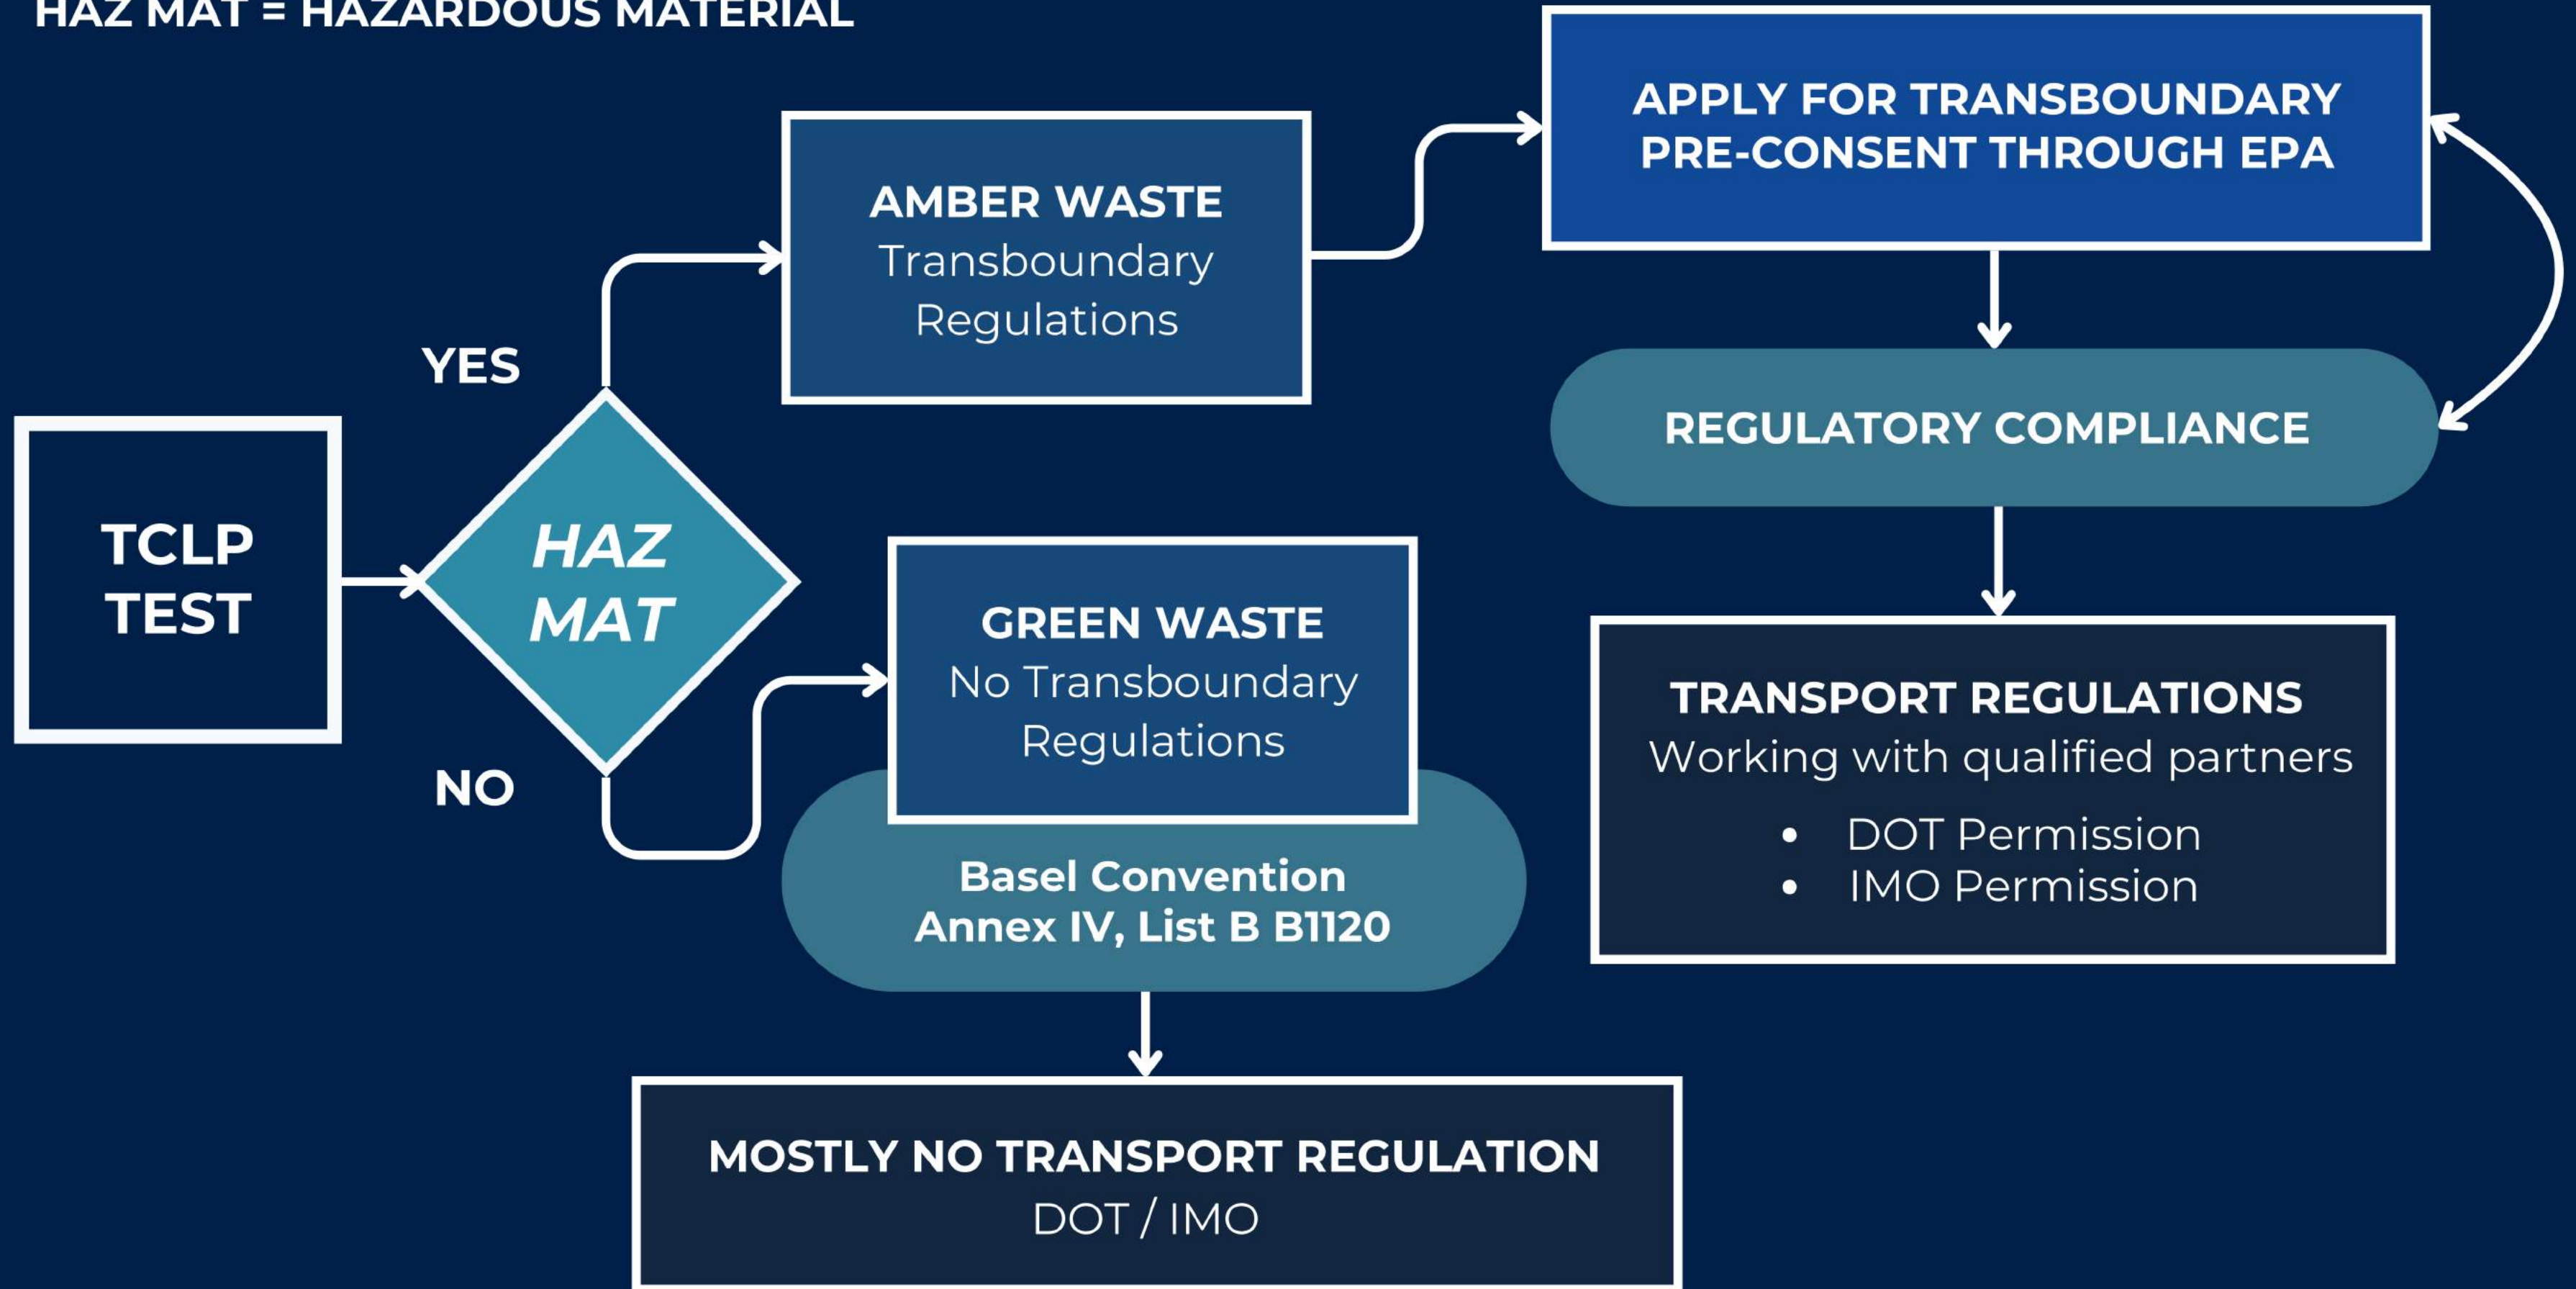 HAZ MAT = HAZARDOUS MATERIAL
TCLP
TEST
HAZ
MAT
YES
NO
AMBER WASTE
Transboundary
Regulations
APPLY FOR TRANSBOUNDARY
PRE-CONSENT THROUGH EPA
REGULATORY COMPLIANCE
TRANSPORT REGULATIONS
Working with qualified partners
• DOT Permission
• IMO Permission
GREEN WASTE
No Transboundary
Regulations
Basel Convention
Annex IV, List B B1120
MOSTLY NO TRANSPORT REGULATION
DOT / IMO